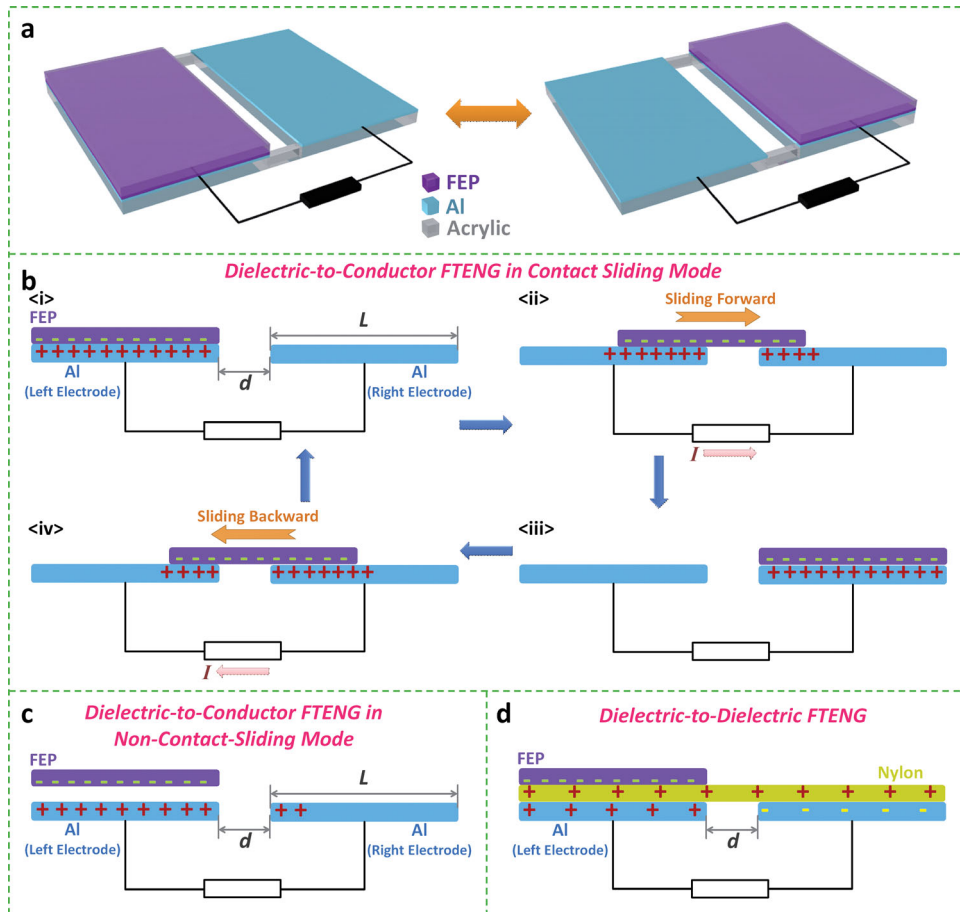 a
FEP
Al
Acrylic
b
Dielectric-to-Conductor FTENG in Contact Sliding Mode
<i>
FEP
- - - - - - - - - -
+ + + + + + + + + + +
L
d
Al
(Left Electrode)
Al
(Right Electrode)
<ii>
Sliding Forward
- - - - - - - - - -
+ + + + + + + + + + +
I
<iv>
Sliding Backward
- - - - - - - - - -
+ + + + + + + + + + +
I
<iii>
- - - - - - - - - -
+ + + + + + + + + + +
c
Dielectric-to-Conductor FTENG in
Non-Contact-Sliding Mode
FEP
- - - - - - - - - -
L
+ + + + + + + + + + +
d
Al
(Left Electrode)
Al
(Right Electrode)
d
Dielectric-to-Dielectric FTENG
FEP
- - - - - - - - - -
Nylon
+ + + + + + + + + +
+ + + + + - - - - - -
d
Al
(Left Electrode)